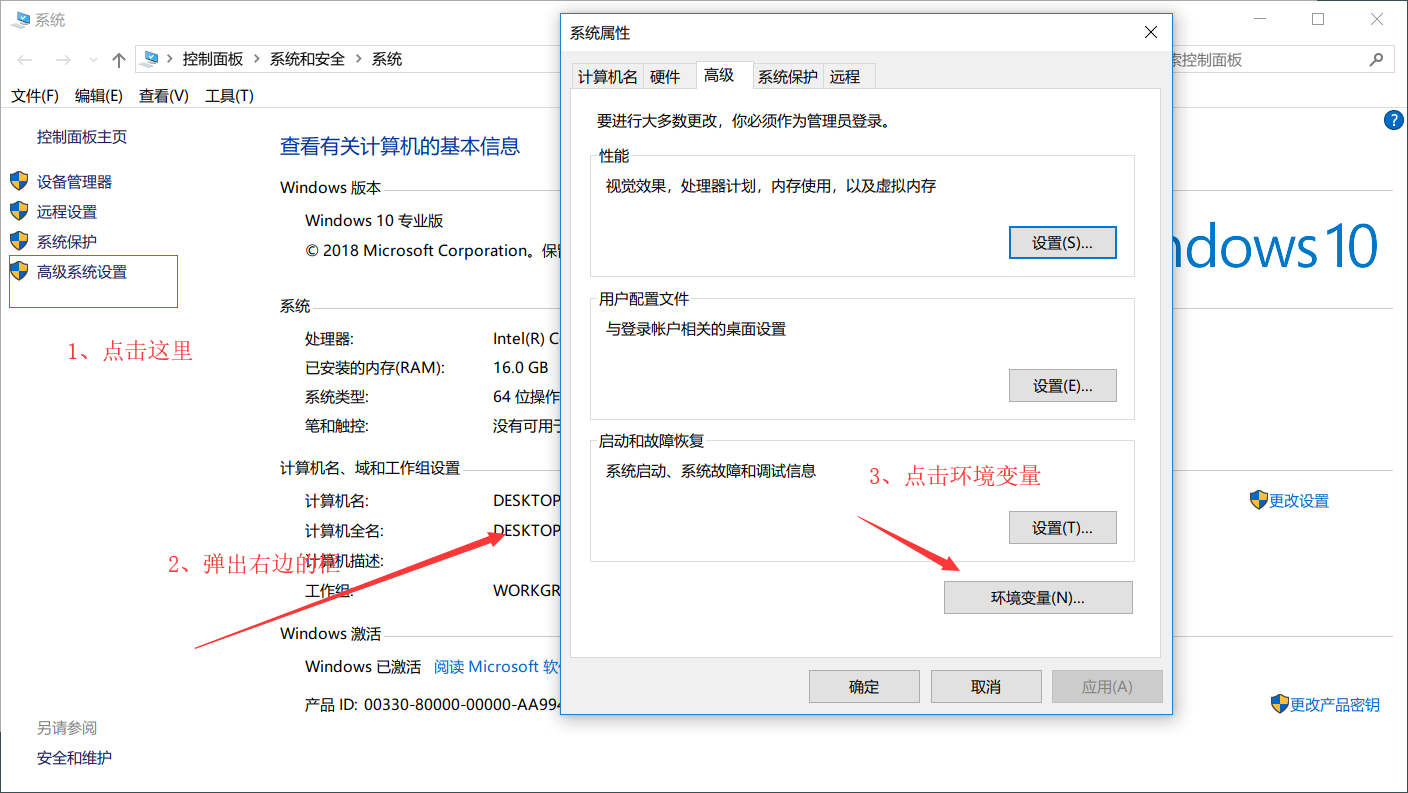 系统
控制面板 > 系统和安全 > 系统
索控制面板
文件(F) 编辑(E) 查看(V) 工具(T)
控制面板主页
设备管理器
远程设置
系统保护
高级系统设置
1、点击这里
2、弹出右边的框
另请参阅
安全和维护
查看有关计算机的基本信息
Windows 版本
Windows 10 专业版
© 2018 Microsoft Corporation。保
系统
处理器: Intel(R) C
已安装的内存(RAM): 16.0 GB
系统类型: 64 位操作
笔和触控: 没有可用于
计算机名、域和工作组设置
计算机名: DESKTOP
计算机全名: DESKTOP
计算机描述:
工作组: WORKGR
Windows 激活
Windows 已激活 阅读 Microsoft 软
产品 ID: 00330-80000-00000-AA994
系统属性
计算机名 硬件 高级 系统保护 远程
要进行大多数更改，你必须作为管理员登录。
性能
视觉效果，处理器计划，内存使用，以及虚拟内存
设置(S)...
用户配置文件
与登录帐户相关的桌面设置
设置(E)...
启动和故障恢复
系统启动、系统故障和调试信息
3、点击环境变量
设置(T)...
环境变量(N)...
确定 取消 应用(A)
?
ndows 10
更改设置
更改产品密钥